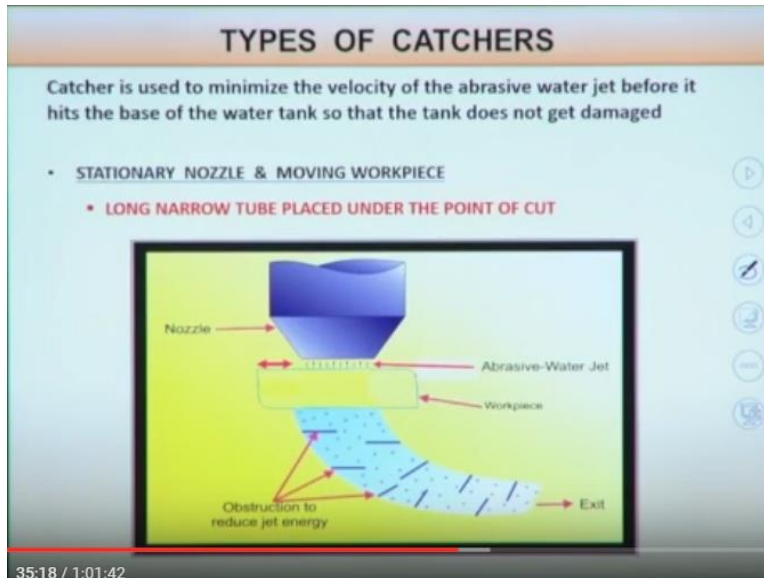 TYPES OF CATCHERS
Catcher is used to minimize the velocity of the abrasive water jet before it
hits the base of the water tank so that the tank does not get damaged
• STATIONARY NOZZLE & MOVING WORKPIECE
• LONG NARROW TUBE PLACED UNDER THE POINT OF CUT
Nozzle
Abrasive-Water Jet
Workpiece
Obstruction to
reduce jet energy
Exit
35:18 / 1:01:42